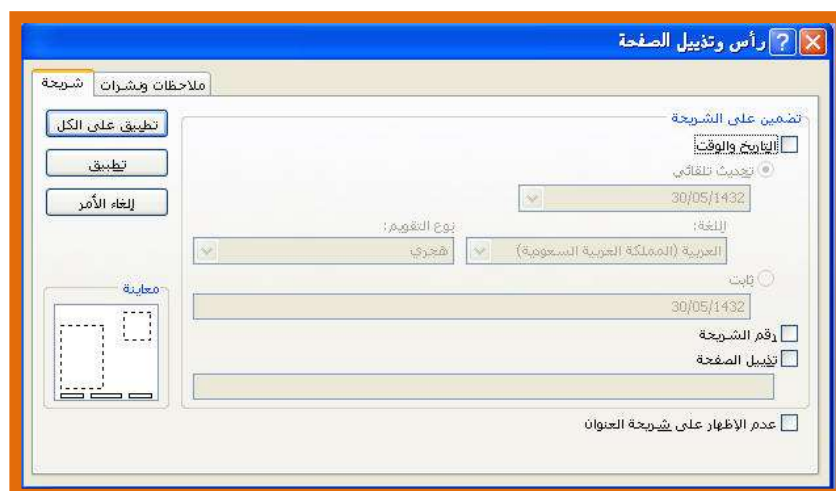 رأس وتذييل الصفحة
شريحة
ملاحظات ونشرات
تضمين على الشريحة
التاريخ والوقت
تحديث تلقائي
30/05/1432
اللغة:
نوع التقويم:
العربية (المملكة العربية السعودية)
هجري
ثابت
30/05/1432
رقم الشريحة
تذييل الصفحة
عدم الإظهار على شريحة العنوان
تطبيق على الكل
تطبيق
إلغاء الأمر
معاينة